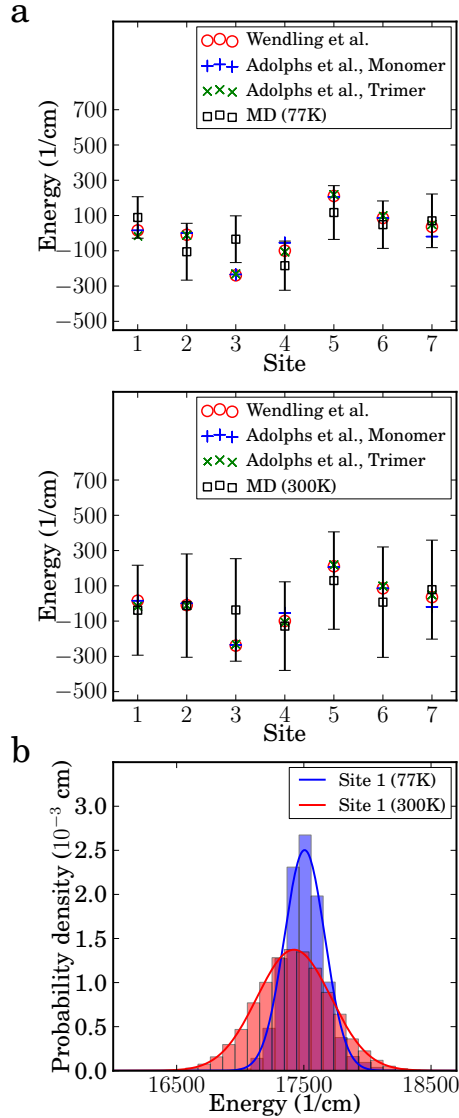 a
Wendling et al.
Adolphs et al., Monomer
Adolphs et al., Trimer
MD (77K)
Energy (1/cm)
700
500
300
100
−100
−300
−500
1 2 3 4 5 6 7
Site
Wendling et al.
Adolphs et al., Monomer
Adolphs et al., Trimer
MD (300K)
Energy (1/cm)
700
500
300
100
−100
−300
−500
1 2 3 4 5 6 7
Site
b
Site 1 (77K)
Site 1 (300K)
Probability density (10⁻³ cm)
3.0
2.5
2.0
1.5
1.0
0.5
0.0
16500 17500 18500
Energy (1/cm)